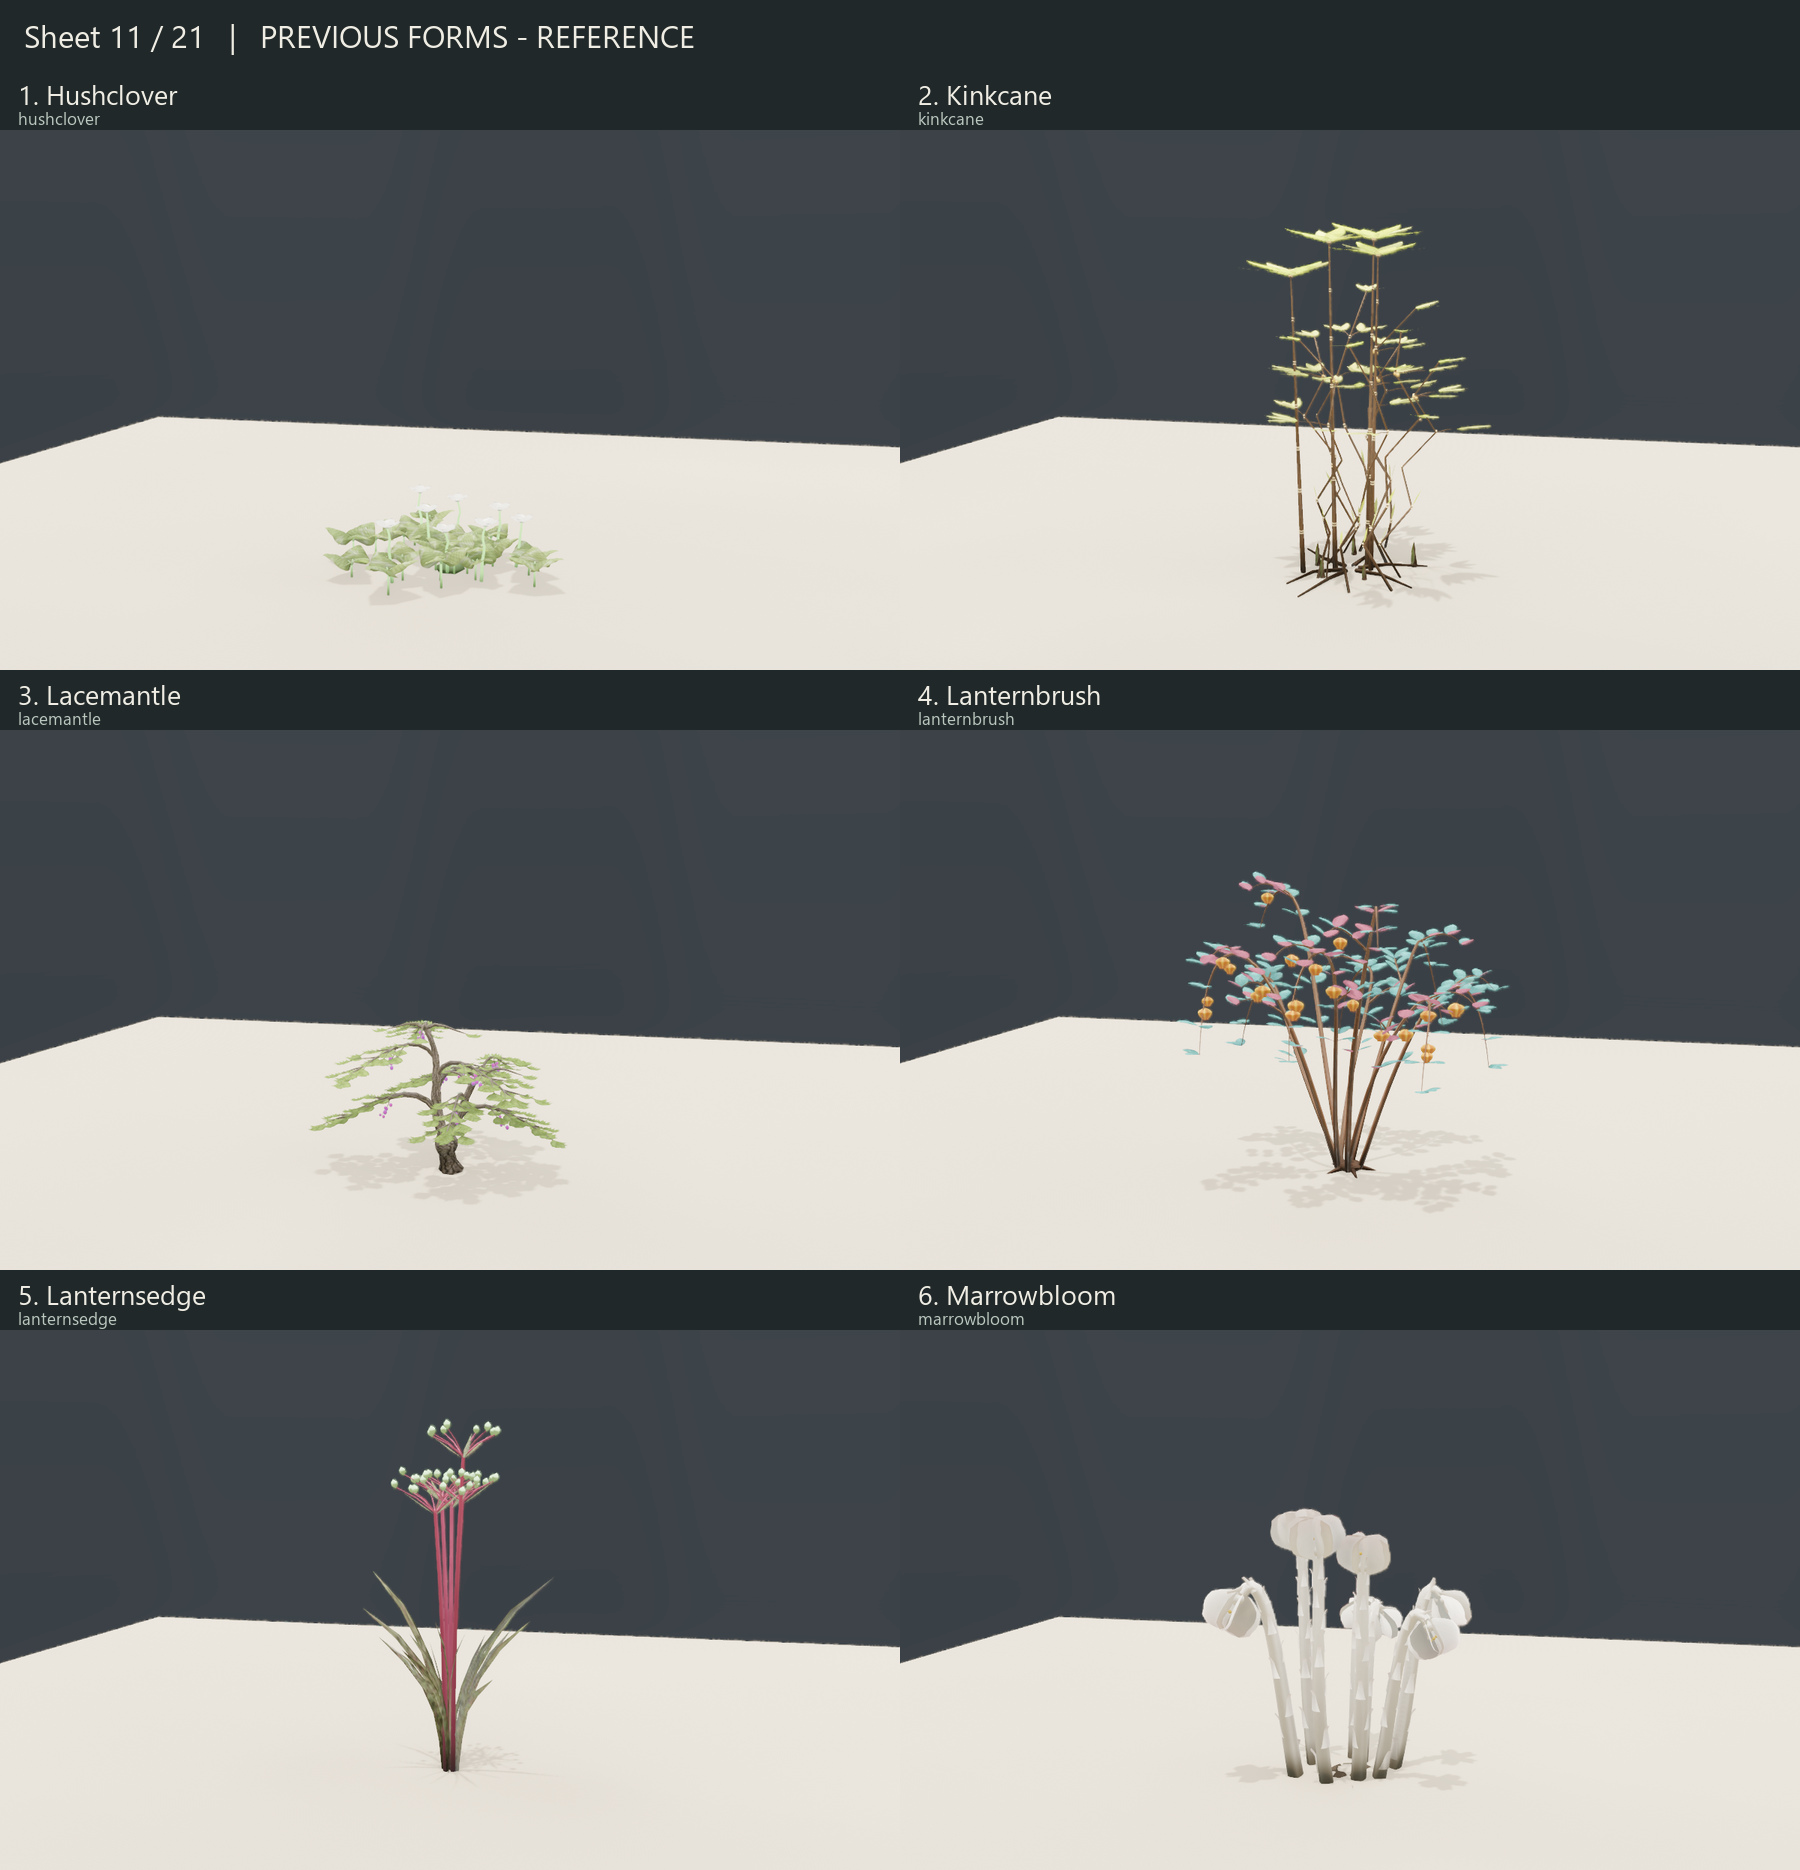 Sheet 11 / 21 | PREVIOUS FORMS - REFERENCE
1. Hushclover
hushclover
2. Kinkcane
kinkcane
3. Lacemantle
lacemantle
4. Lanternbrush
lanternbrush
5. Lanternsedge
lanternsedge
6. Marrowbloom
marrowbloom